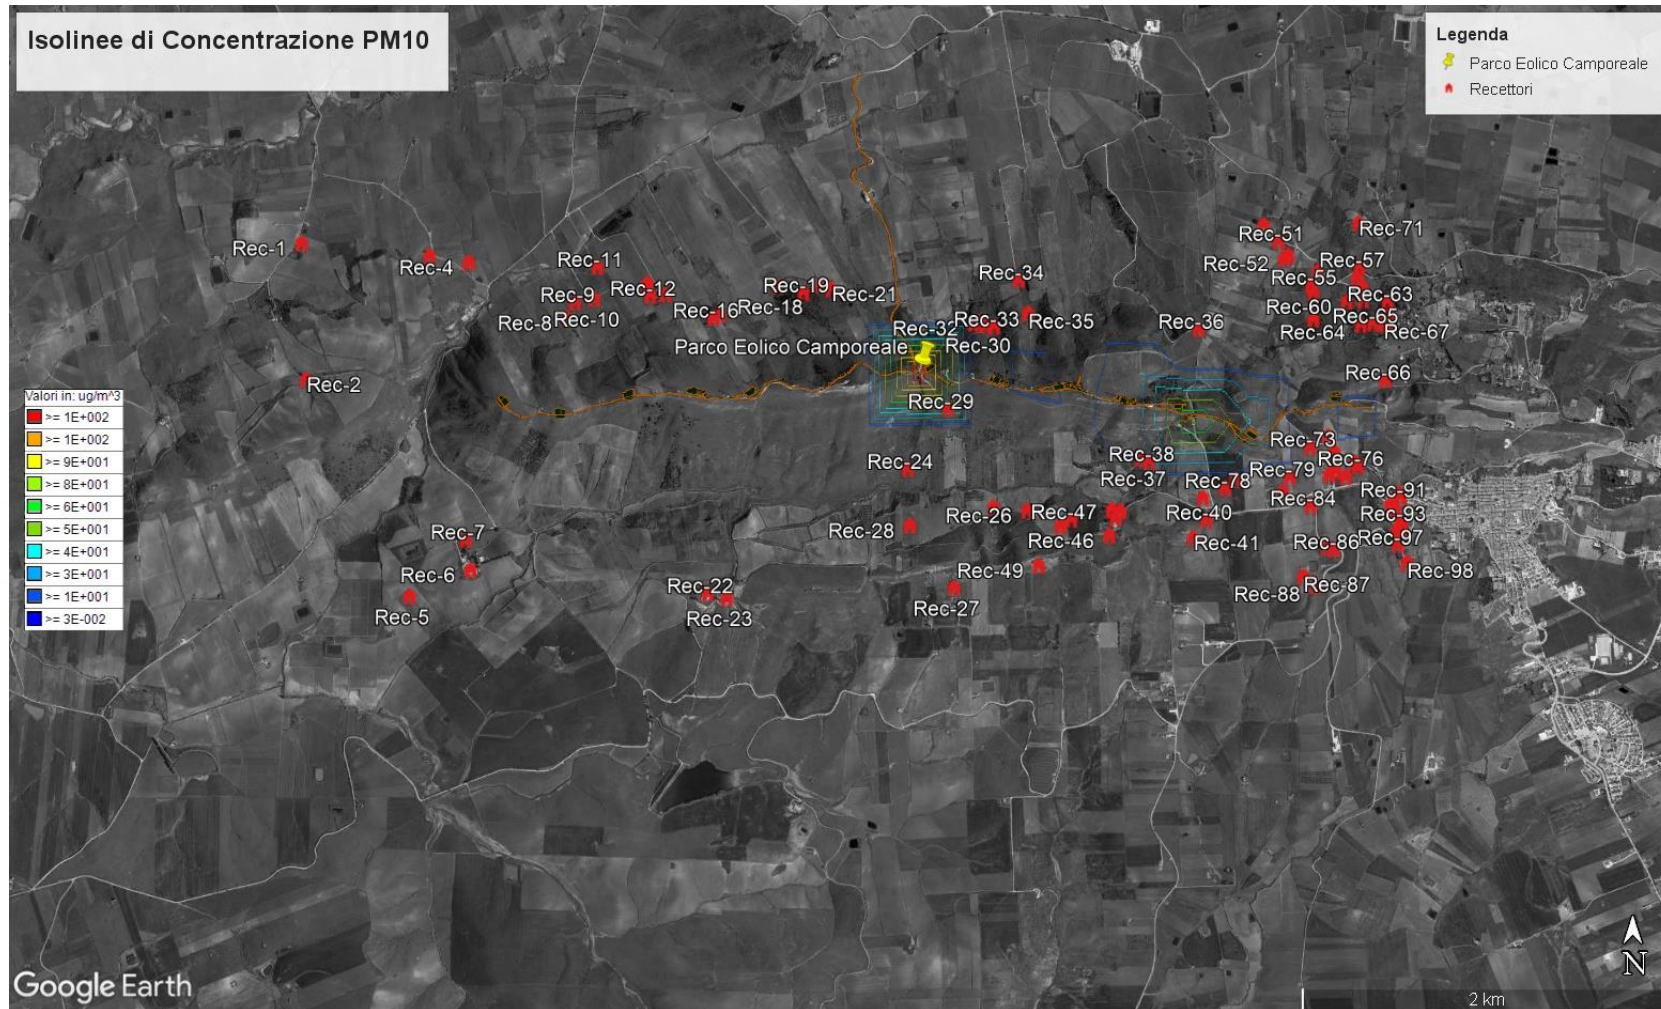 Isolinee di Concentrazione PM10
Legenda
Parco Eolico Camporeale
Recettori
Rec-1
Rec-4
Rec-11
Rec-9
Rec-12
Rec-8
Rec-10
Rec-16
Rec-18
Rec-19
Rec-21
Rec-34
Rec-32
Rec-33
Rec-35
Rec-30
Parco Eolico Camporeale
Rec-36
Rec-51
Rec-71
Rec-52
Rec-57
Rec-55
Rec-60
Rec-63
Rec-65
Rec-64
Rec-67
Rec-66
Rec-2
Rec-29
Rec-24
Rec-38
Rec-37
Rec-73
Rec-76
Rec-79
Rec-78
Rec-84
Rec-91
Rec-93
Rec-28
Rec-26
Rec-47
Rec-46
Rec-40
Rec-41
Rec-86
Rec-97
Rec-98
Rec-7
Rec-6
Rec-5
Rec-22
Rec-23
Rec-49
Rec-27
Rec-88
Rec-87
Valori in: ug/m^3
>= 1E+002
>= 1E+002
>= 9E+001
>= 8E+001
>= 6E+001
>= 5E+001
>= 4E+001
>= 3E+001
>= 1E+001
>= 3E-002
N
Google Earth
2 km